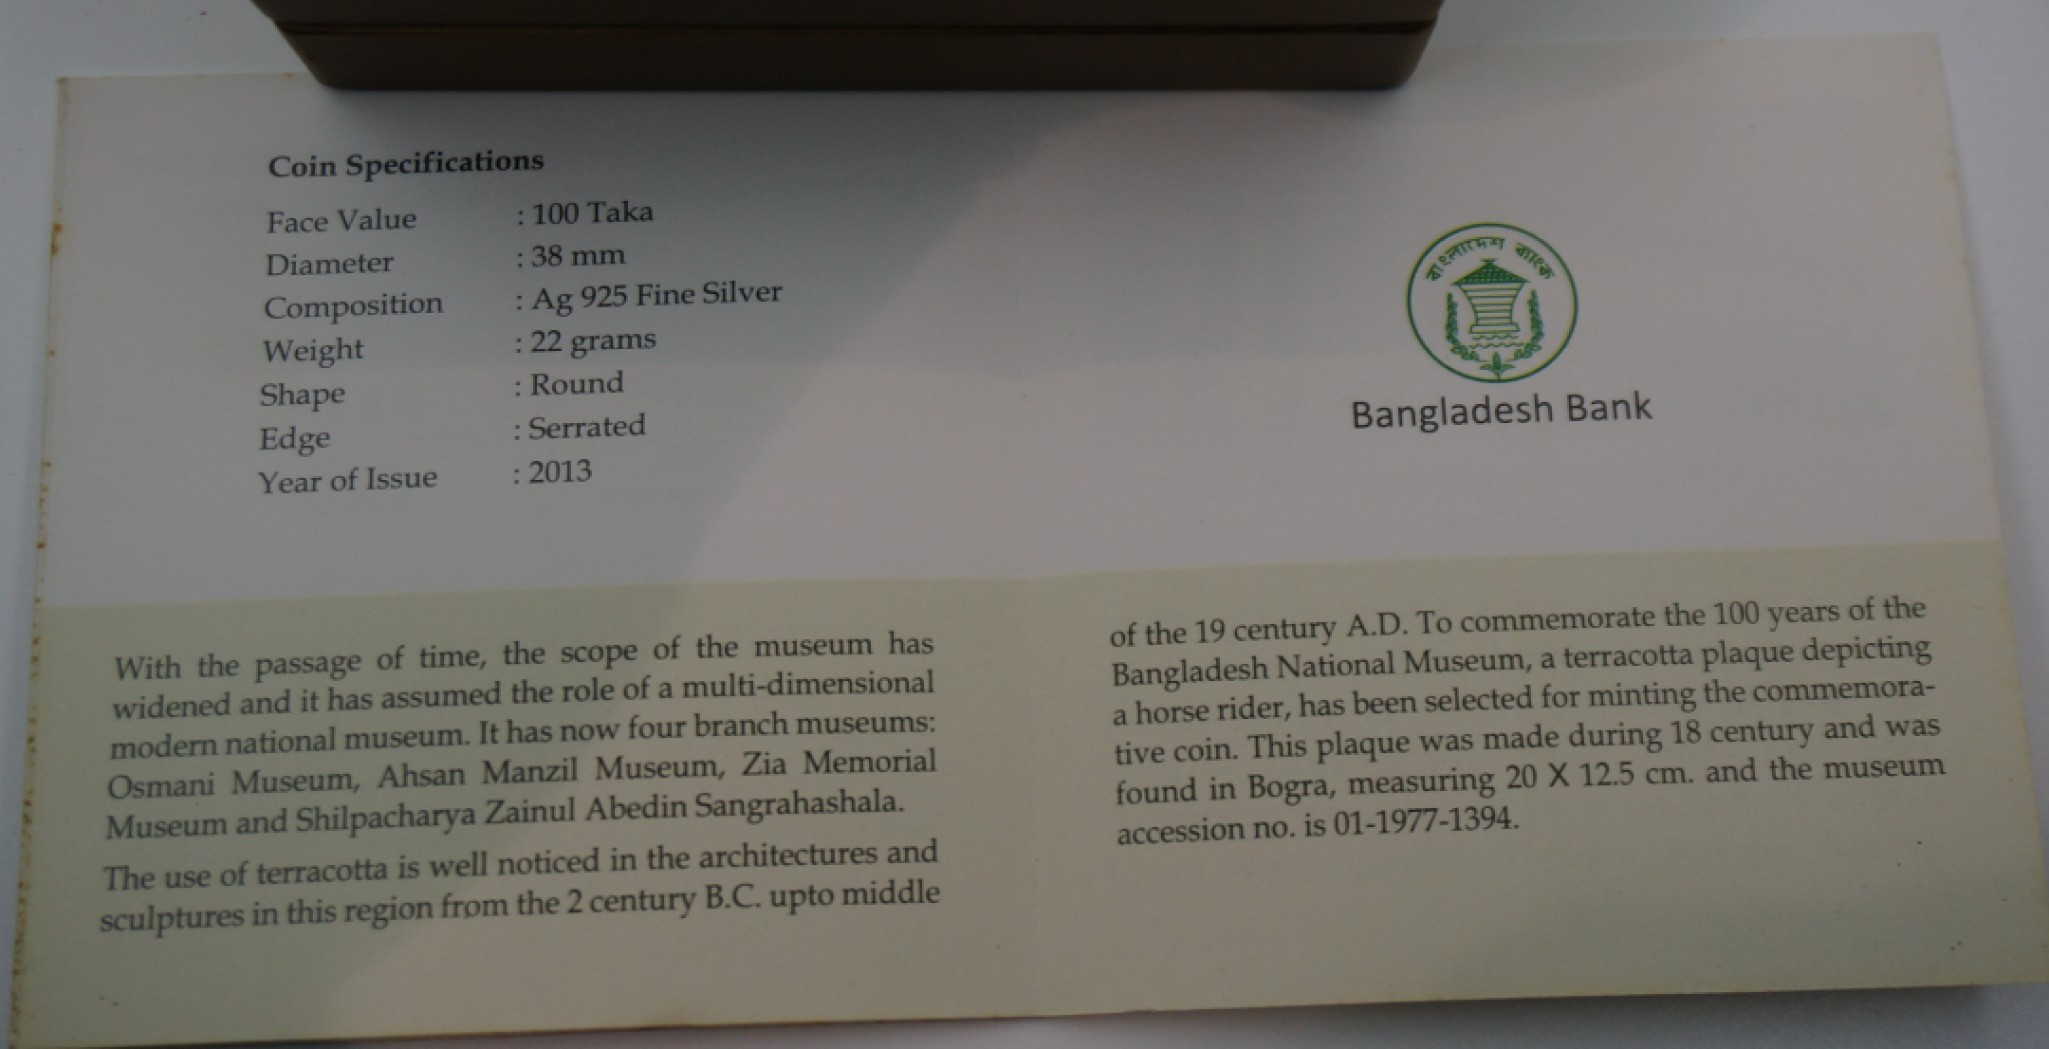 Coin Specifications
Face Value : 100 Taka
Diameter : 38 mm
Composition : Ag 925 Fine Silver
Weight : 22 grams
Shape : Round
Edge : Serrated
Year of Issue : 2013
বাংলাদেশ ব্যাংক
Bangladesh Bank
With the passage of time, the scope of the museum has
widened and it has assumed the role of a multi-dimensional
modern national museum. It has now four branch museums:
Osmani Museum, Ahsan Manzil Museum, Zia Memorial
Museum and Shilpacharya Zainul Abedin Sangrahashala.
The use of terracotta is well noticed in the architectures and
sculptures in this region from the 2 century B.C. upto middle
of the 19 century A.D. To commemorate the 100 years of the
Bangladesh National Museum, a terracotta plaque depicting
a horse rider, has been selected for minting the commemora-
tive coin. This plaque was made during 18 century and was
found in Bogra, measuring 20 X 12.5 cm. and the museum
accession no. is 01-1977-1394.